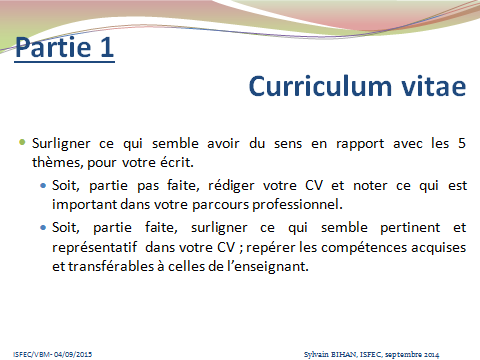 Partie 1
Curriculum vitae
Surligner ce qui semble avoir du sens en rapport avec les 5
thèmes, pour votre écrit.
Soit, partie pas faite, rédiger votre CV et noter ce qui est
important dans votre parcours professionnel.
Soit, partie faite, surligner ce qui semble pertinent et
représentatif dans votre CV ; repérer les compétences acquises
et transférables à celles de l’enseignant.
ISFEC/VBM- 04/09/2015
Sylvain BIHAN, ISFEC, septembre 2014